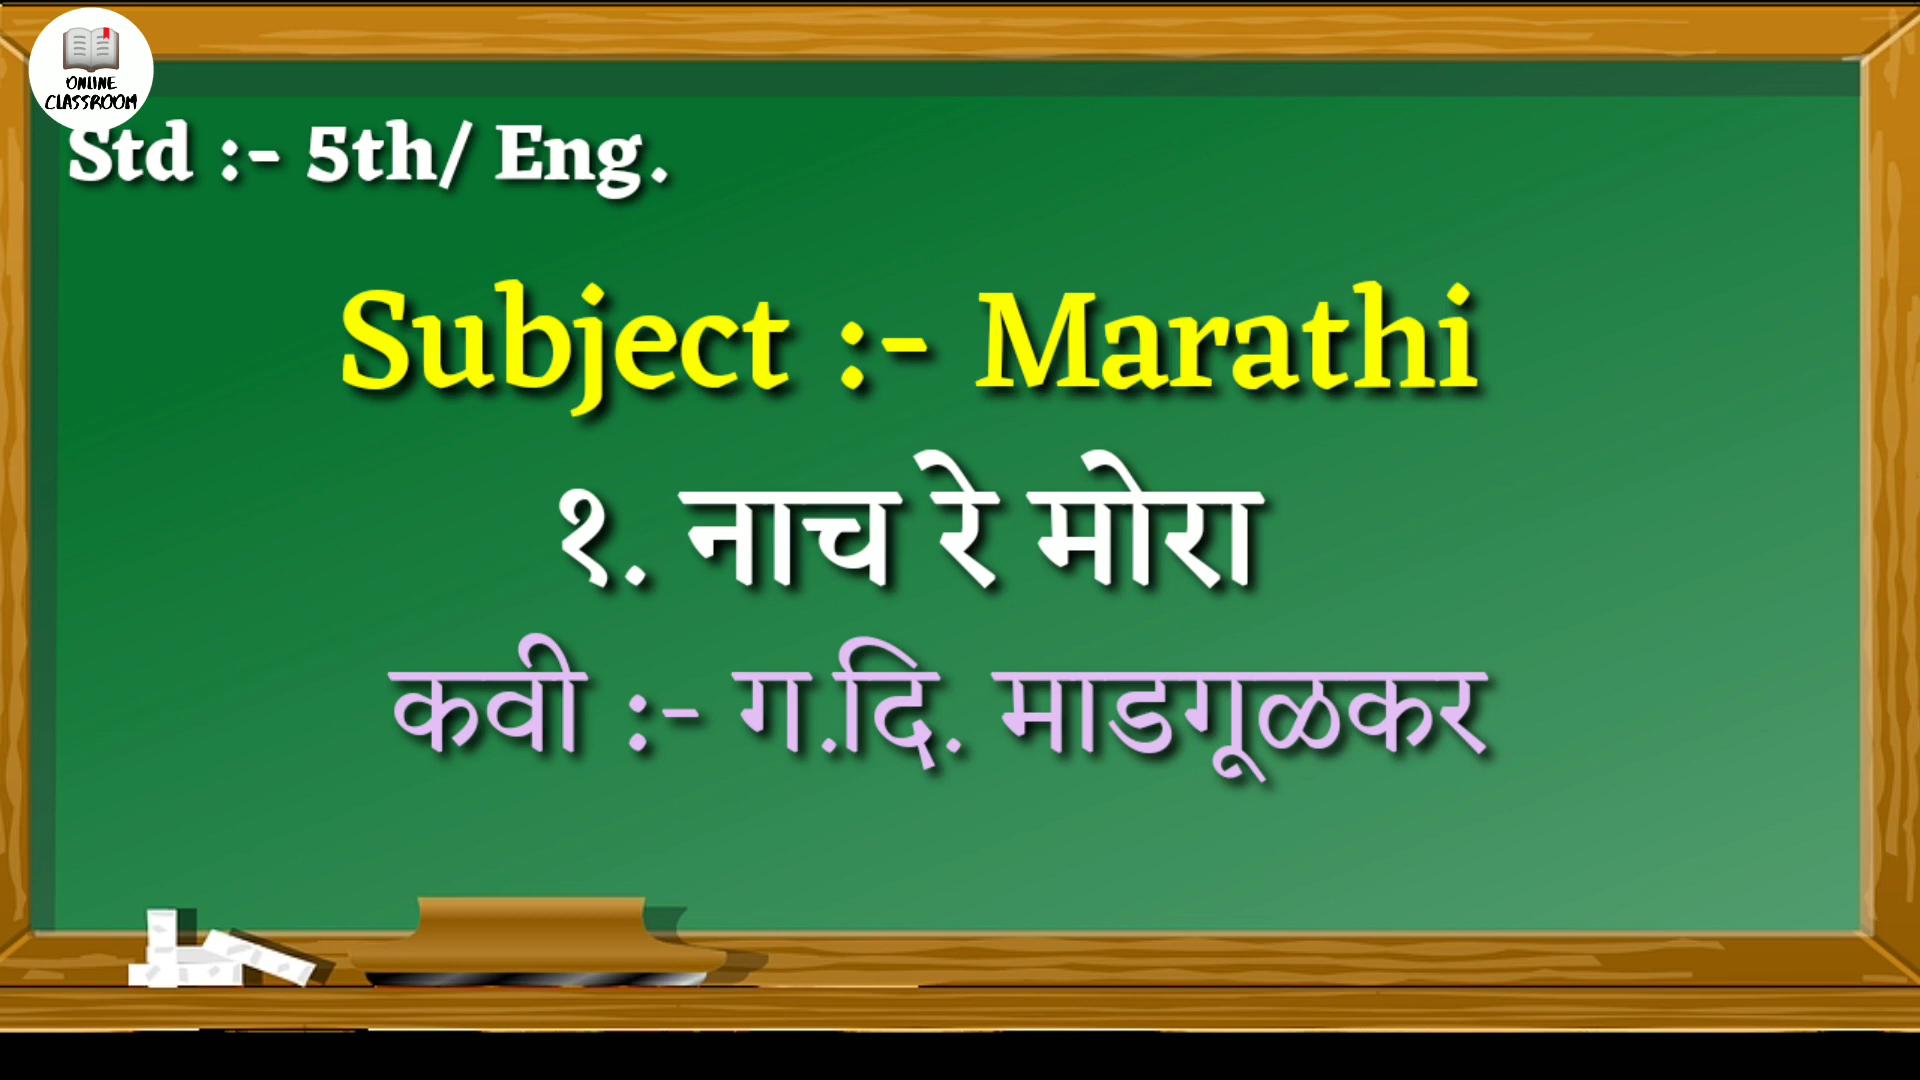 ONLINE
CLASSROOM
Std :- 5th/ Eng.
Subject :- Marathi
१. नाच रे मोरा
कवी :- ग.दि. माडगूळकर